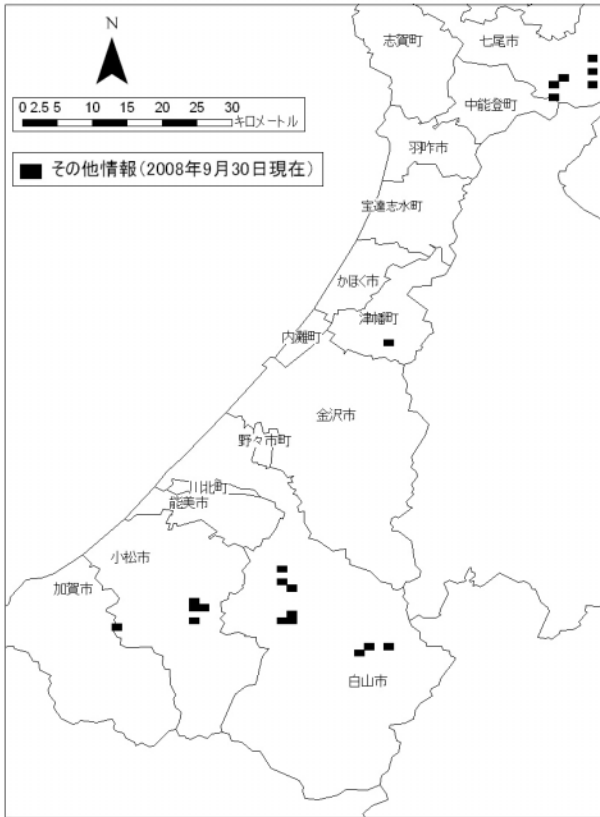 N
0 2.5 5 10 15 20 25 30
キロメートル
その他情報(2008年9月30日現在)
志賀町
七尾市
中能登町
羽咋市
宝達志水町
かほく市
津幡町
内灘町
金沢市
野々市町
川北町
能美市
小松市
加賀市
白山市